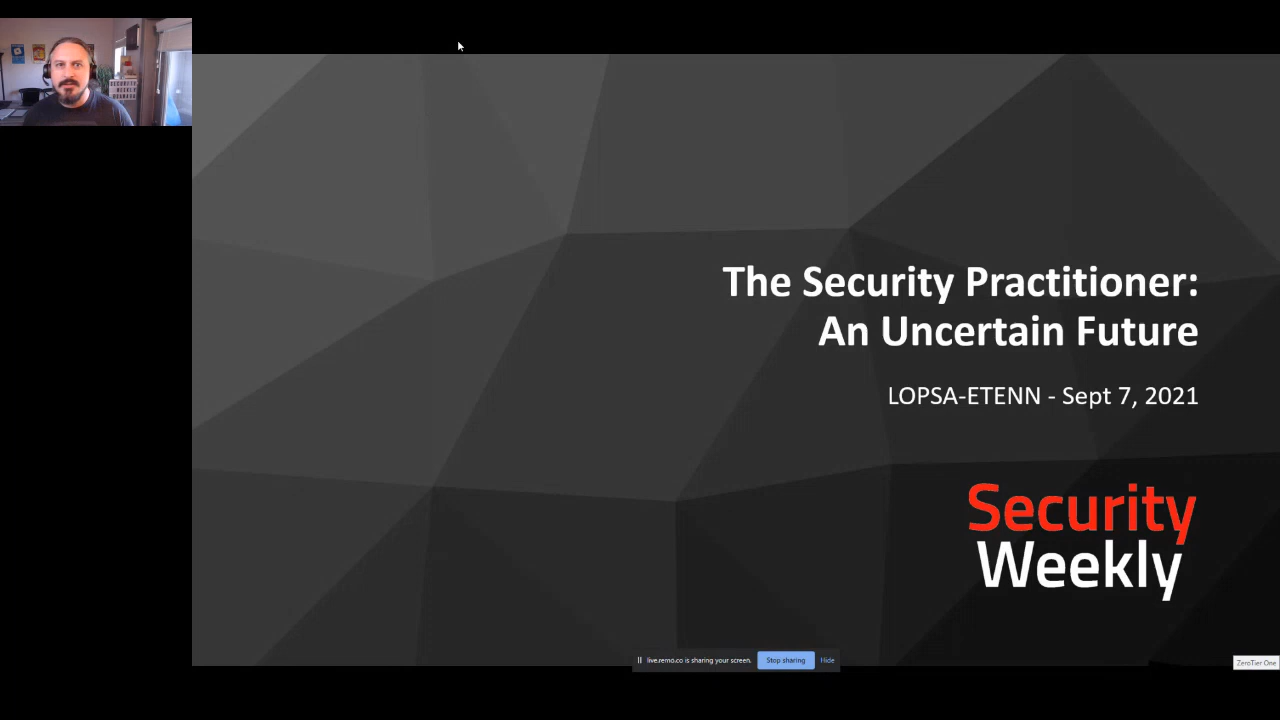 The Security Practitioner:
An Uncertain Future
LOPSA-ETENN - Sept 7, 2021
Security
Weekly
live.remo.co is sharing your screen.
Stop sharing
Hide
ZeroTier One